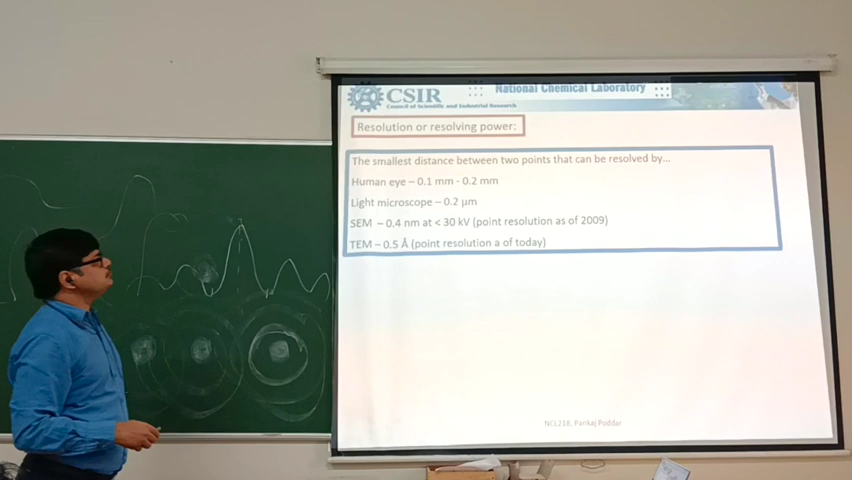 CSIR
Council of Scientific and Industrial Research
National Chemical Laboratory
Resolution or resolving power:
The smallest distance between two points that can be resolved by...
Human eye – 0.1 mm - 0.2 mm
Light microscope – 0.2 μm
SEM – 0.4 nm at < 30 kV (point resolution as of 2009)
TEM – 0.5 Å (point resolution a of today)
NCL218, Pankaj Poddar